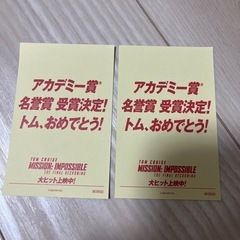 アカデミー賞®
名誉賞 受賞決定!
トム、おめでとう!
TOM CRUISE
MISSION: IMPOSSIBLE
THE FINAL RECKONING
大ヒット上映中!
アカデミー賞®
名誉賞 受賞決定!
トム、おめでとう!
TOM CRUISE
MISSION: IMPOSSIBLE
THE FINAL RECKONING
大ヒット上映中!